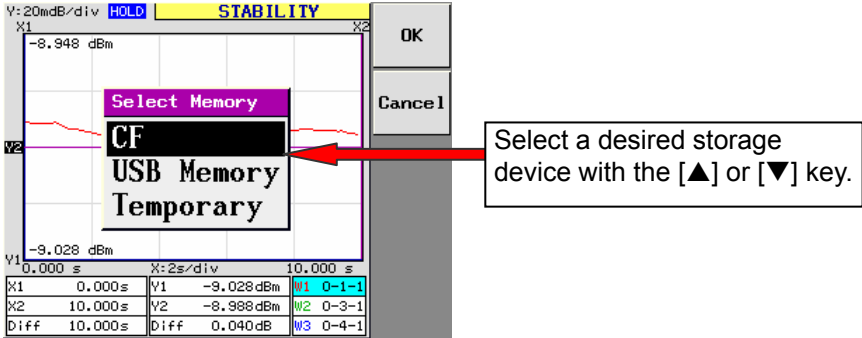 Y:20mdB/div HOLD STABILITY
X1 X2
-8.948 dBm
OK
Cancel
Select Memory
CF
USB Memory
Temporary
Select a desired storage
device with the [▲] or [▼] key.
Y2
-9.028 dBm
Y1
0.000 s X:2s/div 10.000 s
X1 0.000s Y1 -9.028dBm W1 0-1-1
X2 10.000s Y2 -8.988dBm W2 0-3-1
Diff 10.000s Diff 0.040dB W3 0-4-1